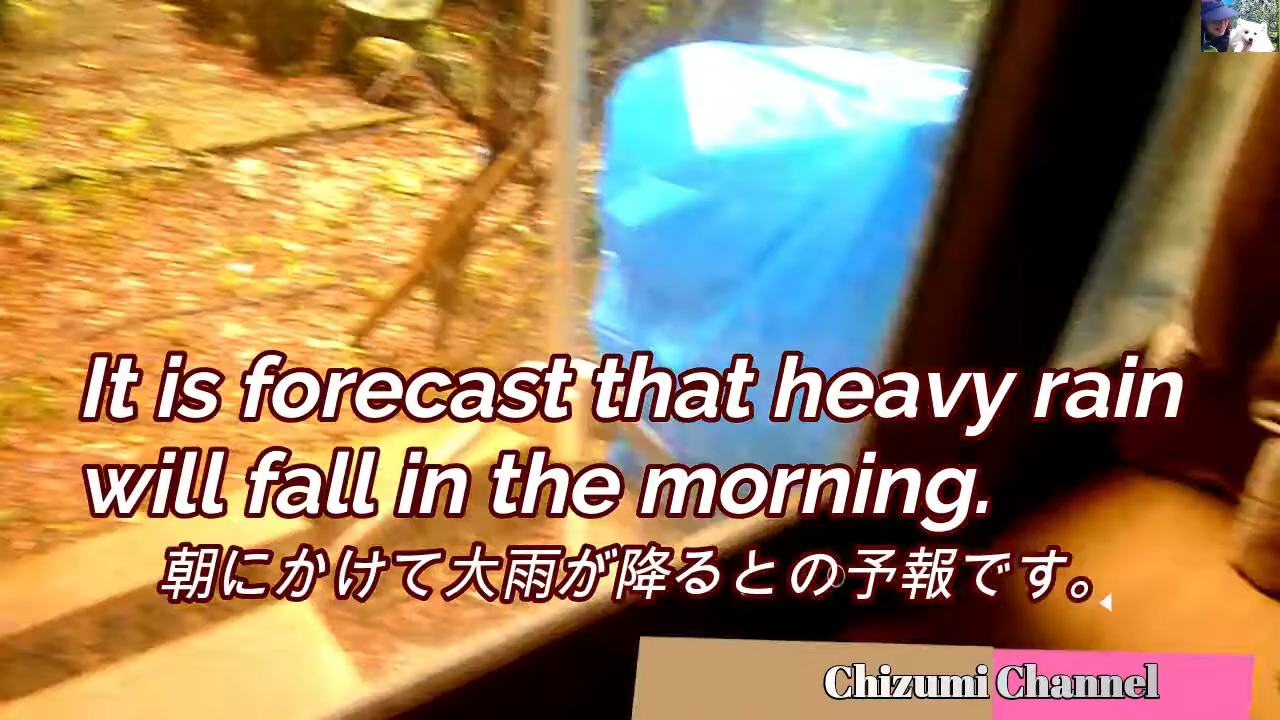 It is forecast that heavy rain
will fall in the morning.
朝にかけて大雨が降るとの予報です。
Chizumi Channel